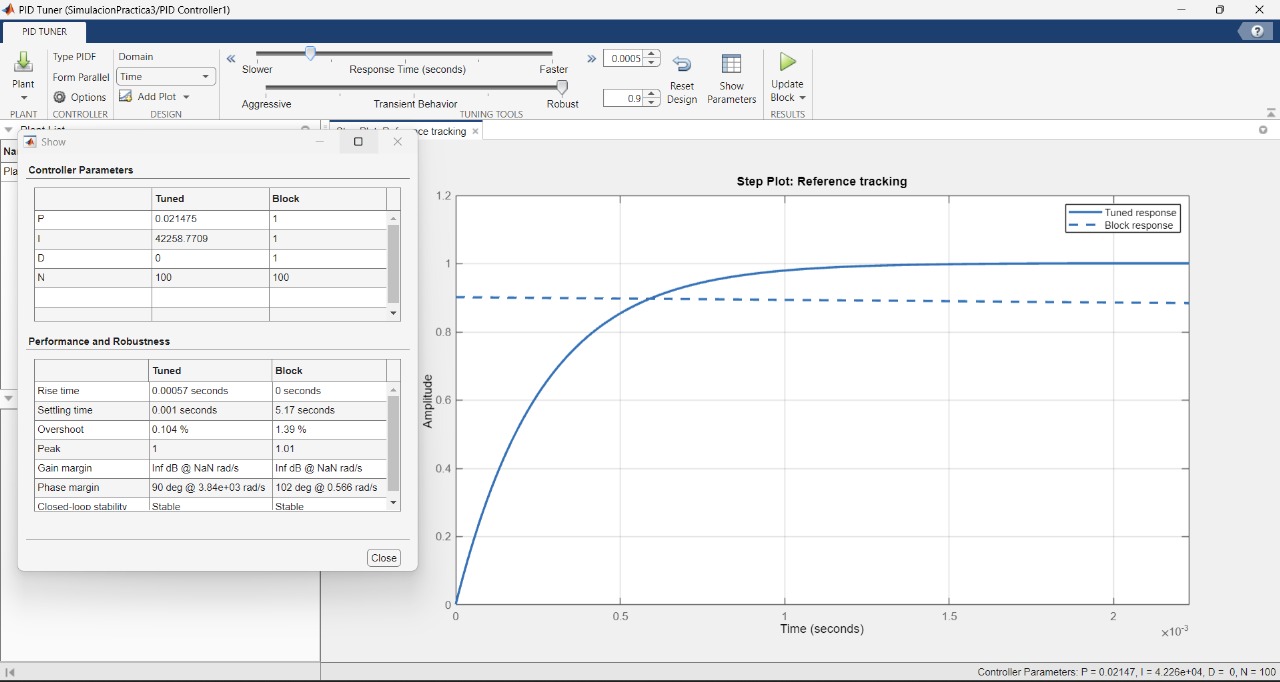 PID Tuner (SimulacionPractica3/PID Controller1)
PID TUNER
Plant
PLANT
Type PIDF
Form Parallel
Options
CONTROLLER
Domain
Time
Add Plot
DESIGN
Slower Response Time (seconds) Faster
0.0005
Aggressive Transient Behavior Robust
0.9
TUNING TOOLS
Reset
Design
Show
Parameters
Update
Block
RESULTS
Show
Controller Parameters
Tuned Block
P 0.021475 1
I 42258.7709 1
D 0 1
N 100 100
Performance and Robustness
Tuned Block
Rise time 0.00057 seconds 0 seconds
Settling time 0.001 seconds 5.17 seconds
Overshoot 0.104 % 1.39 %
Peak 1 1.01
Gain margin Inf dB @ NaN rad/s Inf dB @ NaN rad/s
Phase margin 90 deg @ 3.84e+03 rad/s 102 deg @ 0.566 rad/s
Closed-loop stability Stable Stable
Close
Step Plot: Reference tracking
Step Plot: Reference tracking
Tuned response
Block response
1.2
1
0.8
0.6
0.4
0.2
0
Amplitude
0 0.5 1 1.5 2
Time (seconds)
×10⁻³
Controller Parameters: P = 0.02147, I = 4.226e+04, D = 0, N = 100